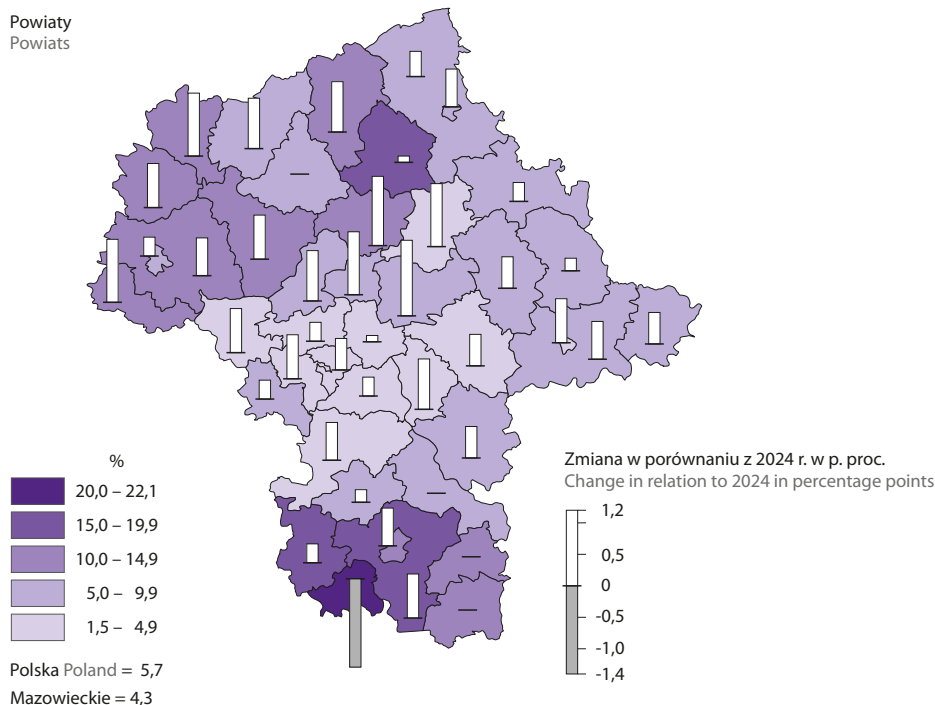 Powiaty
Powiats
%
20,0 – 22,1
15,0 – 19,9
10,0 – 14,9
5,0 – 9,9
1,5 – 4,9
Polska Poland = 5,7
Mazowieckie = 4,3
Zmiana w porównaniu z 2024 r. w p. proc.
Change in relation to 2024 in percentage points
1,2
0,5
0
-0,5
-1,0
-1,4